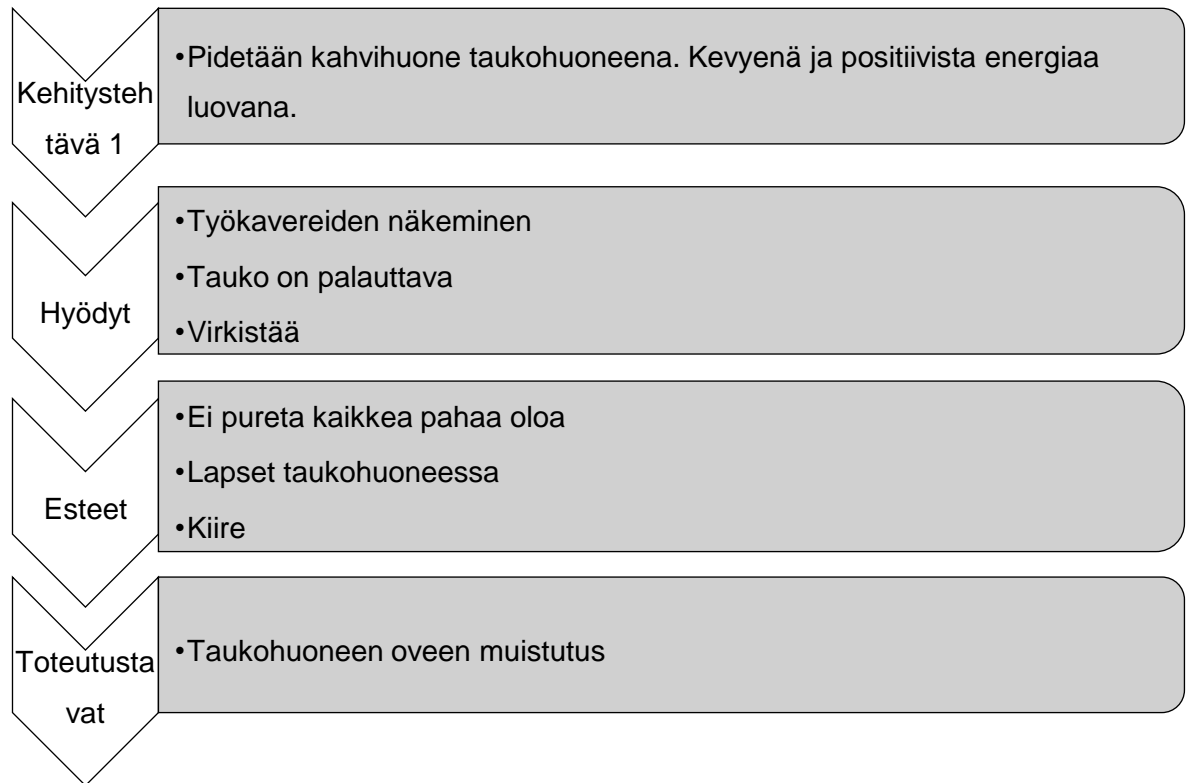 Kehitysteh
tävä 1
•Pidetään kahvihuone taukohuoneena. Kevyenä ja positiivista energiaa
luovana.
Hyödyt
•Työkavereiden näkeminen
•Tauko on palauttava
•Virkistää
Esteet
•Ei pureta kaikkea pahaa oloa
•Lapset taukohuoneessa
•Kiire
Toteutusta
vat
•Taukohuoneen oveen muistutus